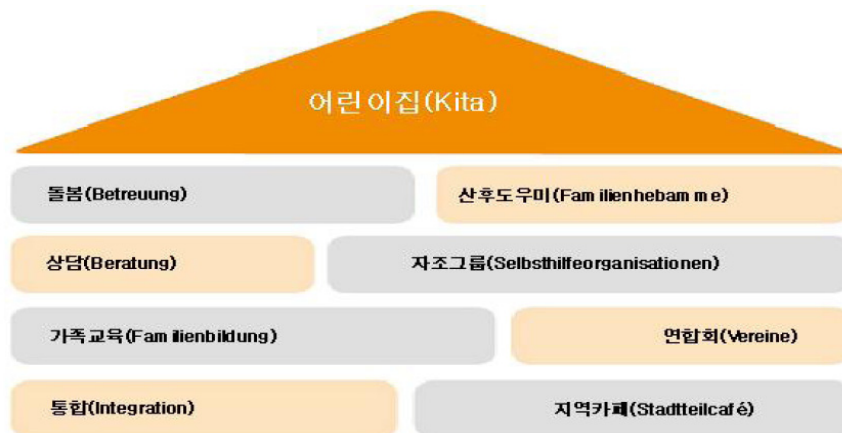 어린이집(Kita)
돌봄(Betreuung) 산후도우미(Familienhebamme)
상담(Beratung) 자조그룹(Selbsthilfeorganisationen)
가족교육(Familienbildung) 연합회(Vereine)
통합(Integration) 지역카페(Stadtteilcafé)